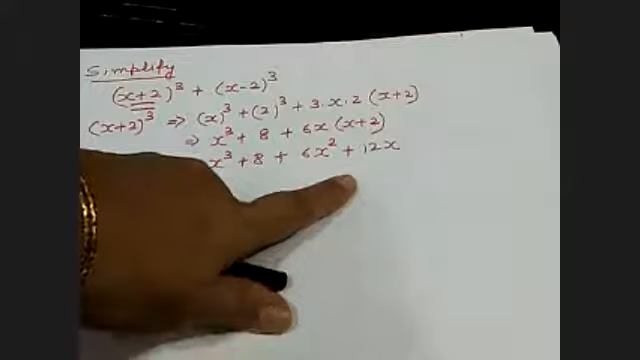 Simplify
(x+2)³ + (x-2)³
(x+2)³ ⇒ (x)³ + (2)³ + 3.x.2 (x+2)
⇒ x³ + 8 + 6x (x+2)
x³ + 8 + 6x² + 12x